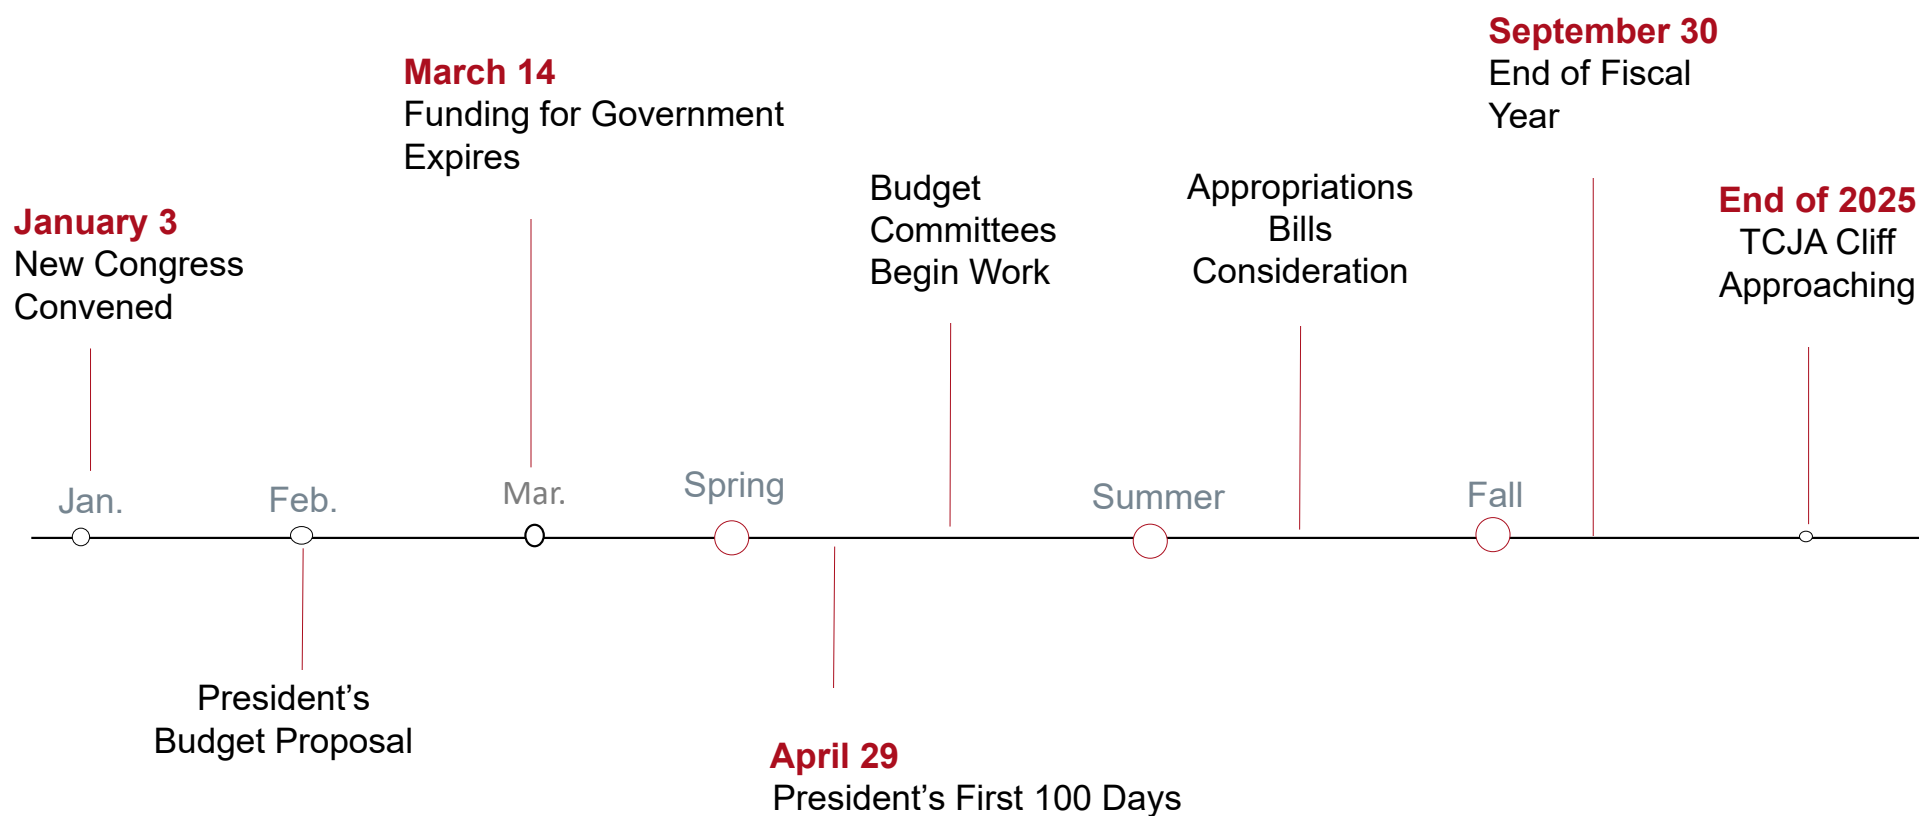 September 30
End of Fiscal
Year
March 14
Funding for Government
Expires
Budget
Committees
Begin Work
Appropriations
Bills
Consideration
End of 2025
TCJA Cliff
Approaching
January 3
New Congress
Convened
Jan.
Feb.
Mar.
Spring
Summer
Fall
President’s
Budget Proposal
April 29
President’s First 100 Days